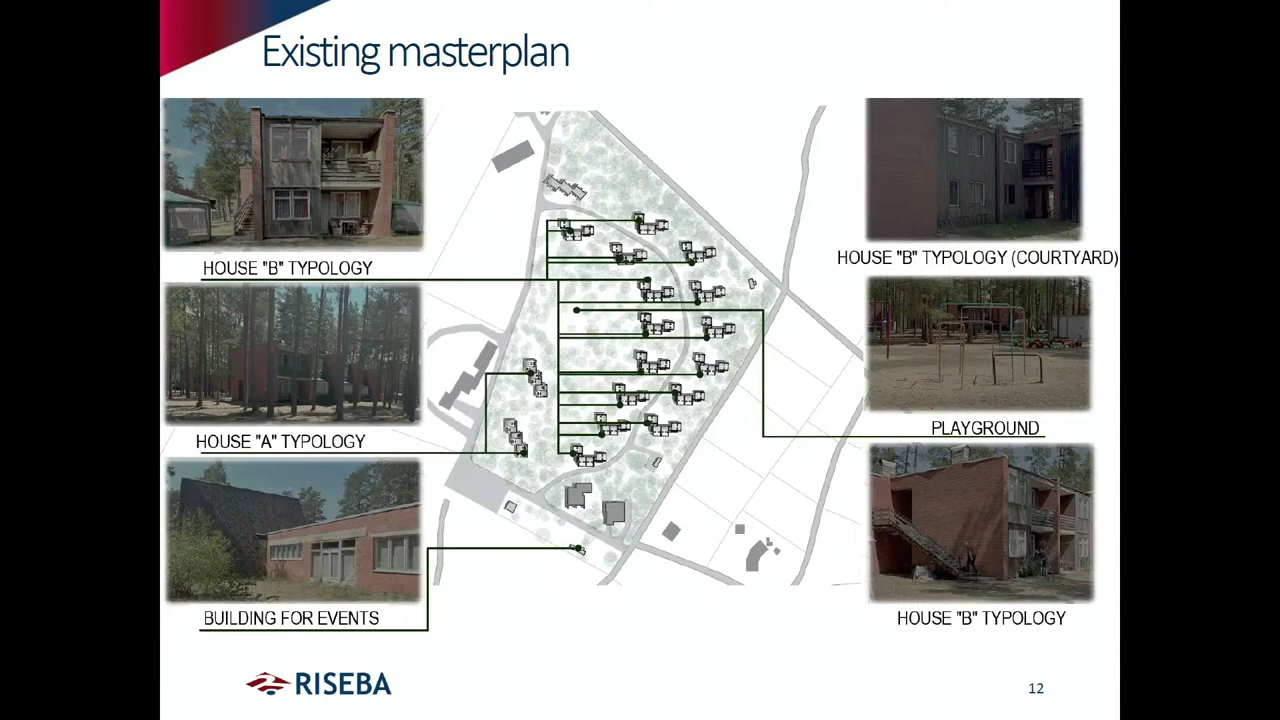 Existing masterplan
HOUSE "B" TYPOLOGY
HOUSE "A" TYPOLOGY
BUILDING FOR EVENTS
HOUSE "B" TYPOLOGY (COURTYARD)
PLAYGROUND
HOUSE "B" TYPOLOGY
RISEBA
12